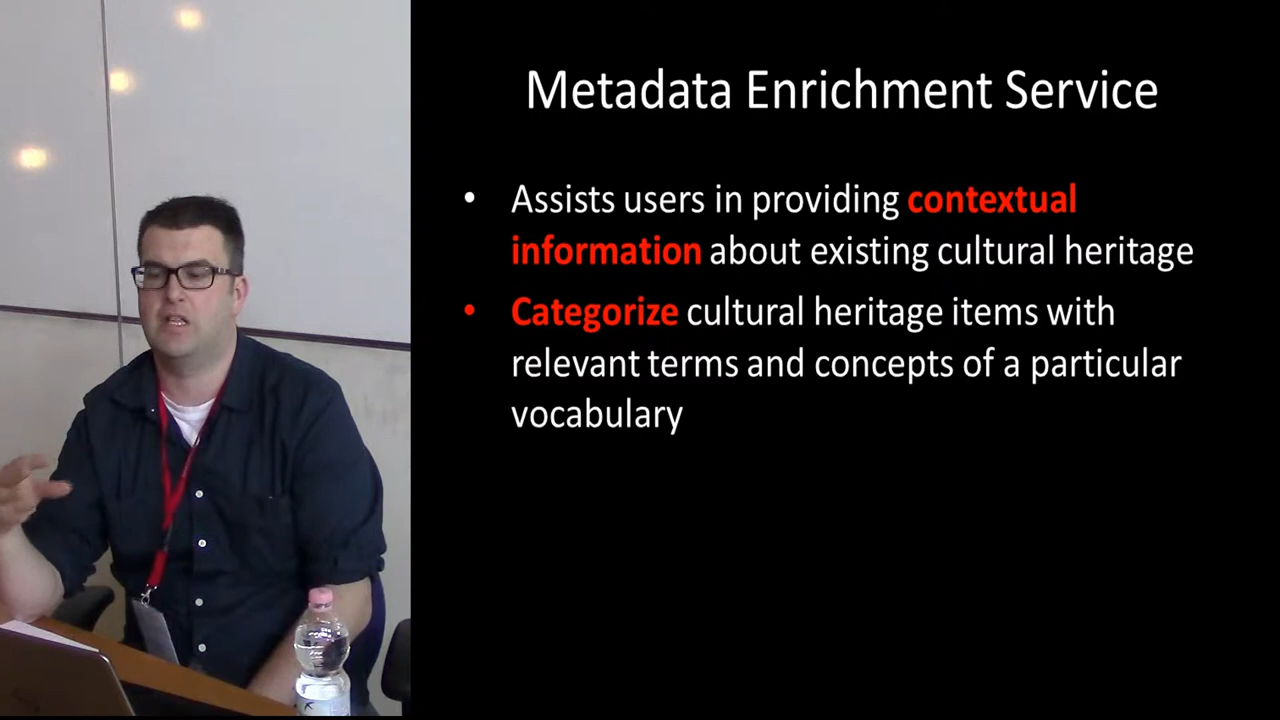 Metadata Enrichment Service
• Assists users in providing contextual
information about existing cultural heritage
• Categorize cultural heritage items with
relevant terms and concepts of a particular
vocabulary